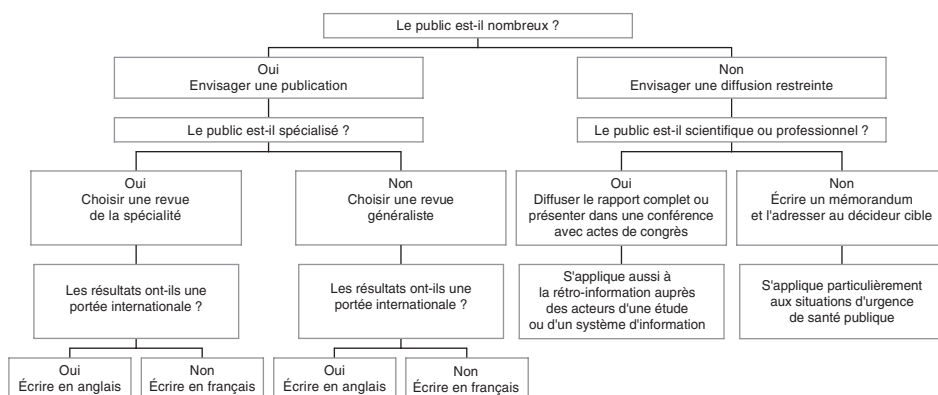 Le public est-il nombreux ?
Oui
Envisager une publication
Non
Envisager une diffusion restreinte
Le public est-il spécialisé ?
Le public est-il scientifique ou professionnel ?
Oui
Choisir une revue
de la spécialité
Non
Choisir une revue
généraliste
Oui
Diffuser le rapport complet ou
présenter dans une conférence
avec actes de congrès
Non
Écrire un mémorandum
et l'adresser au décideur cible
Les résultats ont-ils une
portée internationale ?
Les résultats ont-ils une
portée internationale ?
S'applique aussi à
la rétro-information auprès
des acteurs d'une étude
ou d'un système d'information
S'applique particulièrement
aux situations d'urgence
de santé publique
Oui
Écrire en anglais
Non
Écrire en français
Oui
Écrire en anglais
Non
Écrire en français